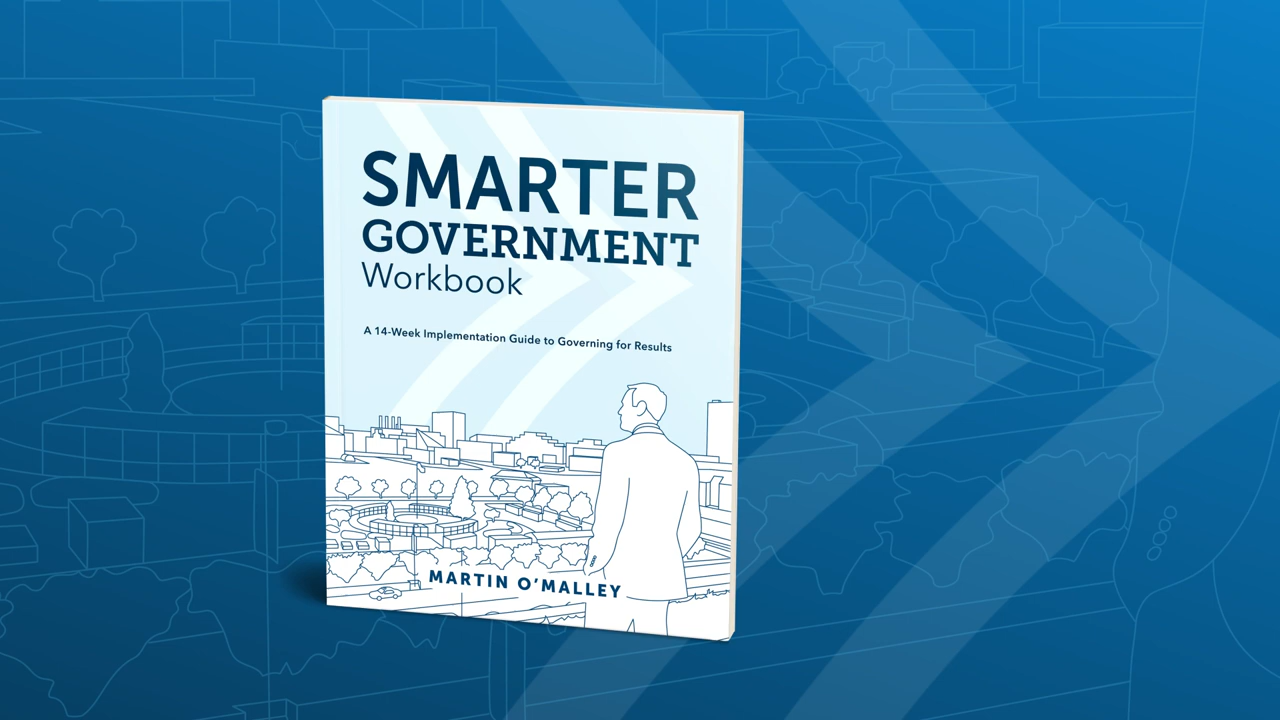 SMARTER
GOVERNMENT
Workbook
A 14-Week Implementation Guide to Governing for Results
MARTIN O'MALLEY